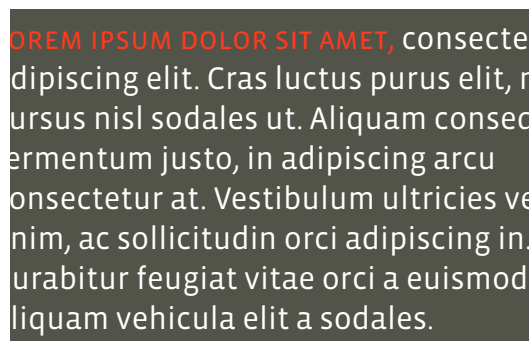 OREM IPSUM DOLOR SIT AMET, consecte
dipiscing elit. Cras luctus purus elit, r
ursus nisl sodales ut. Aliquam consec
ermentum justo, in adipiscing arcu
onsectetur at. Vestibulum ultricies ve
nim, ac sollicitudin orci adipiscing in.
urabitur feugiat vitae orci a euismod
liquam vehicula elit a sodales.